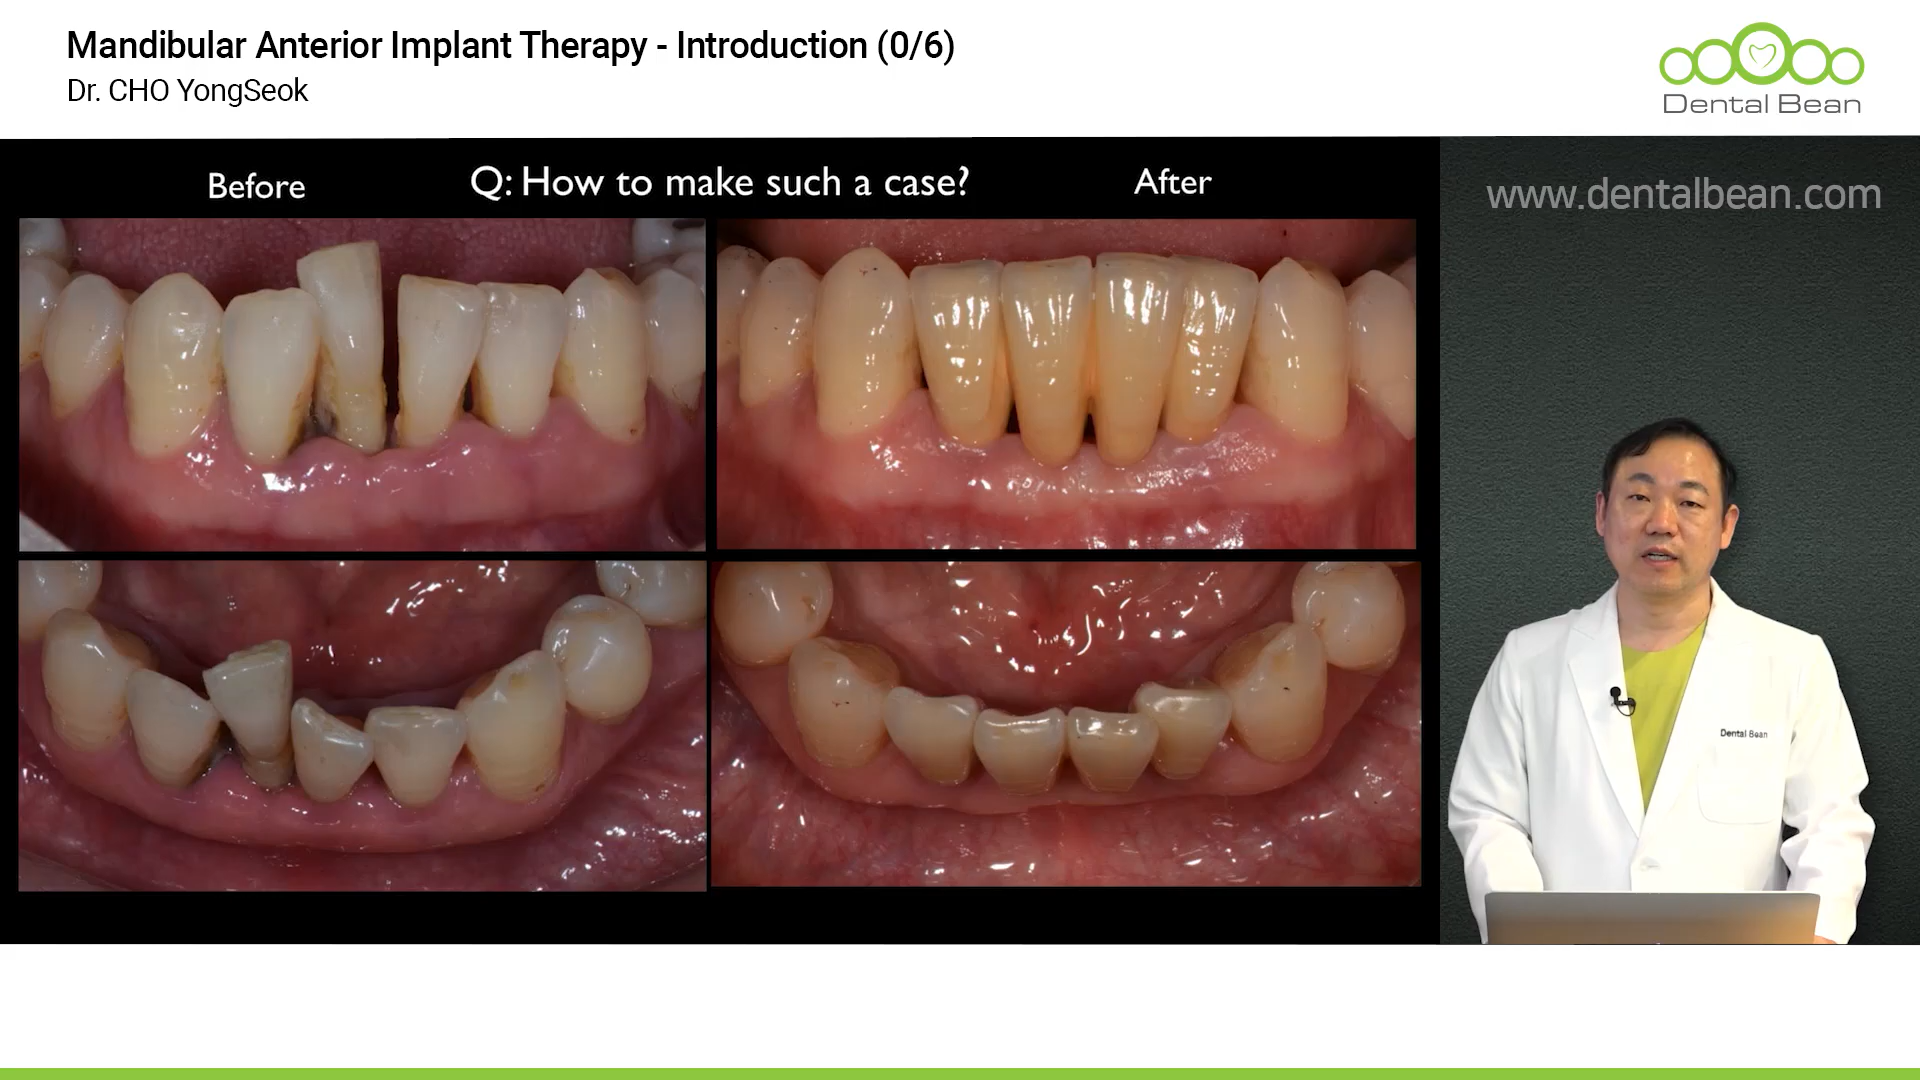 Mandibular Anterior Implant Therapy - Introduction (0/6)
Dr. CHO YongSeok
Dental Bean
Before
Q: How to make such a case?
After
www.dentalbean.com
Dental Bean